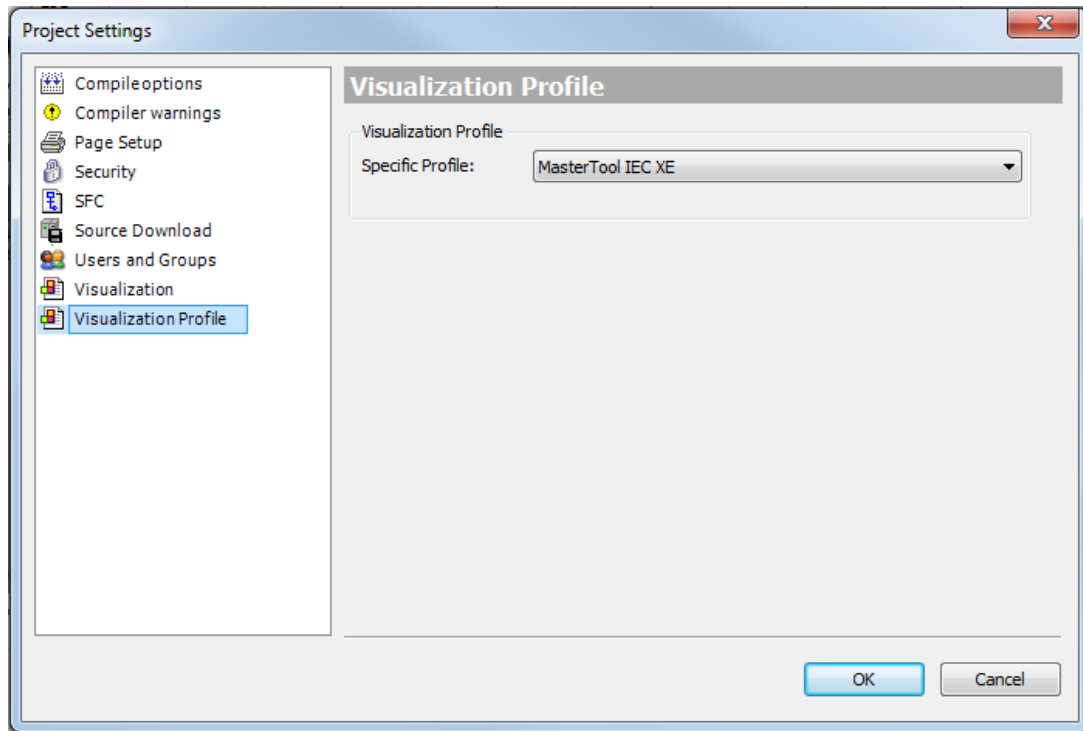 Project Settings
Compileoptions
Compiler warnings
Page Setup
Security
SFC
Source Download
Users and Groups
Visualization
Visualization Profile
Visualization Profile
Visualization Profile
Specific Profile: MasterTool IEC XE
OK Cancel